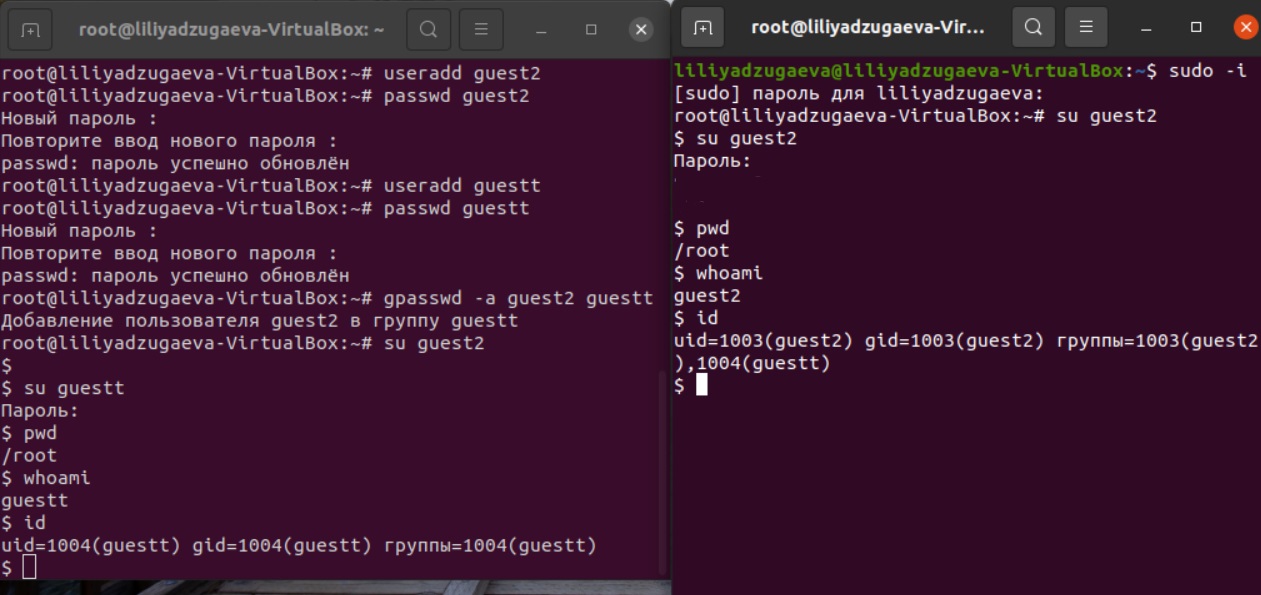 root@liliyadzugaeva-VirtualBox: ~
root@liliyadzugaeva-VirtualBox:~# useradd guest2
root@liliyadzugaeva-VirtualBox:~# passwd guest2
Новый пароль :
Повторите ввод нового пароля :
passwd: пароль успешно обновлён
root@liliyadzugaeva-VirtualBox:~# useradd guestt
root@liliyadzugaeva-VirtualBox:~# passwd guestt
Новый пароль :
Повторите ввод нового пароля :
passwd: пароль успешно обновлён
root@liliyadzugaeva-VirtualBox:~# gpasswd -a guest2 guestt
Добавление пользователя guest2 в группу guestt
root@liliyadzugaeva-VirtualBox:~# su guest2
$
$ su guestt
Пароль:
$ pwd
/root
$ whoami
guestt
$ id
uid=1004(guestt) gid=1004(guestt) группы=1004(guestt)
$
root@liliyadzugaeva-Vir...
liliyadzugaeva@liliyadzugaeva-VirtualBox:~$ sudo -i
[sudo] пароль для liliyadzugaeva:
root@liliyadzugaeva-VirtualBox:~# su guest2
$ su guest2
Пароль:
$ pwd
/root
$ whoami
guest2
$ id
uid=1003(guest2) gid=1003(guest2) группы=1003(guest2
),1004(guestt)
$